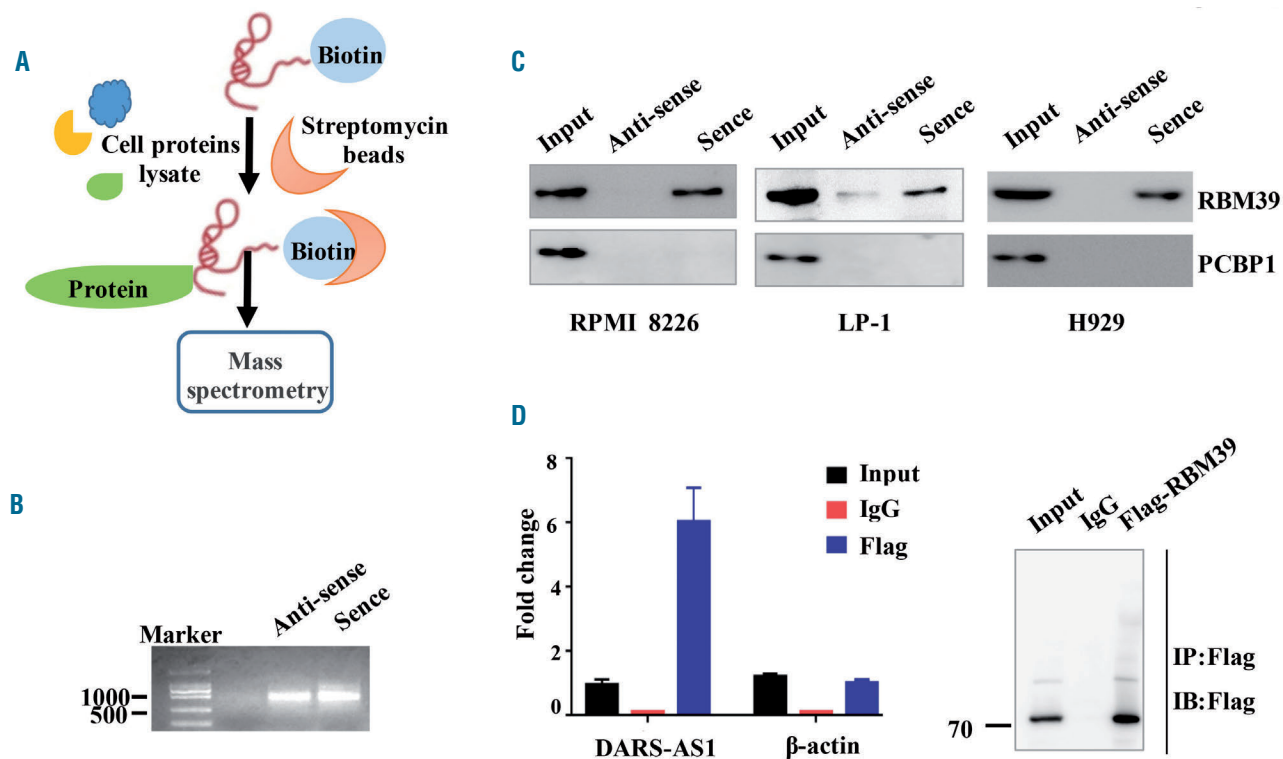 A
Biotin
Cell proteins
lysate
Streptomycin
beads
Biotin
Protein
Mass
spectrometry
B
Marker
Anti-sense
Sence
1000
500
C
Input
Anti-sense
Sence
Input
Anti-sense
Sence
Input
Anti-sense
Sence
RBM39
PCBP1
RPMI 8226
LP-1
H929
D
Fold change
8
6
4
2
0
Input
IgG
Flag
DARS-AS1
β-actin
Input
IgG
Flag-RBM39
IP:Flag
IB:Flag
70